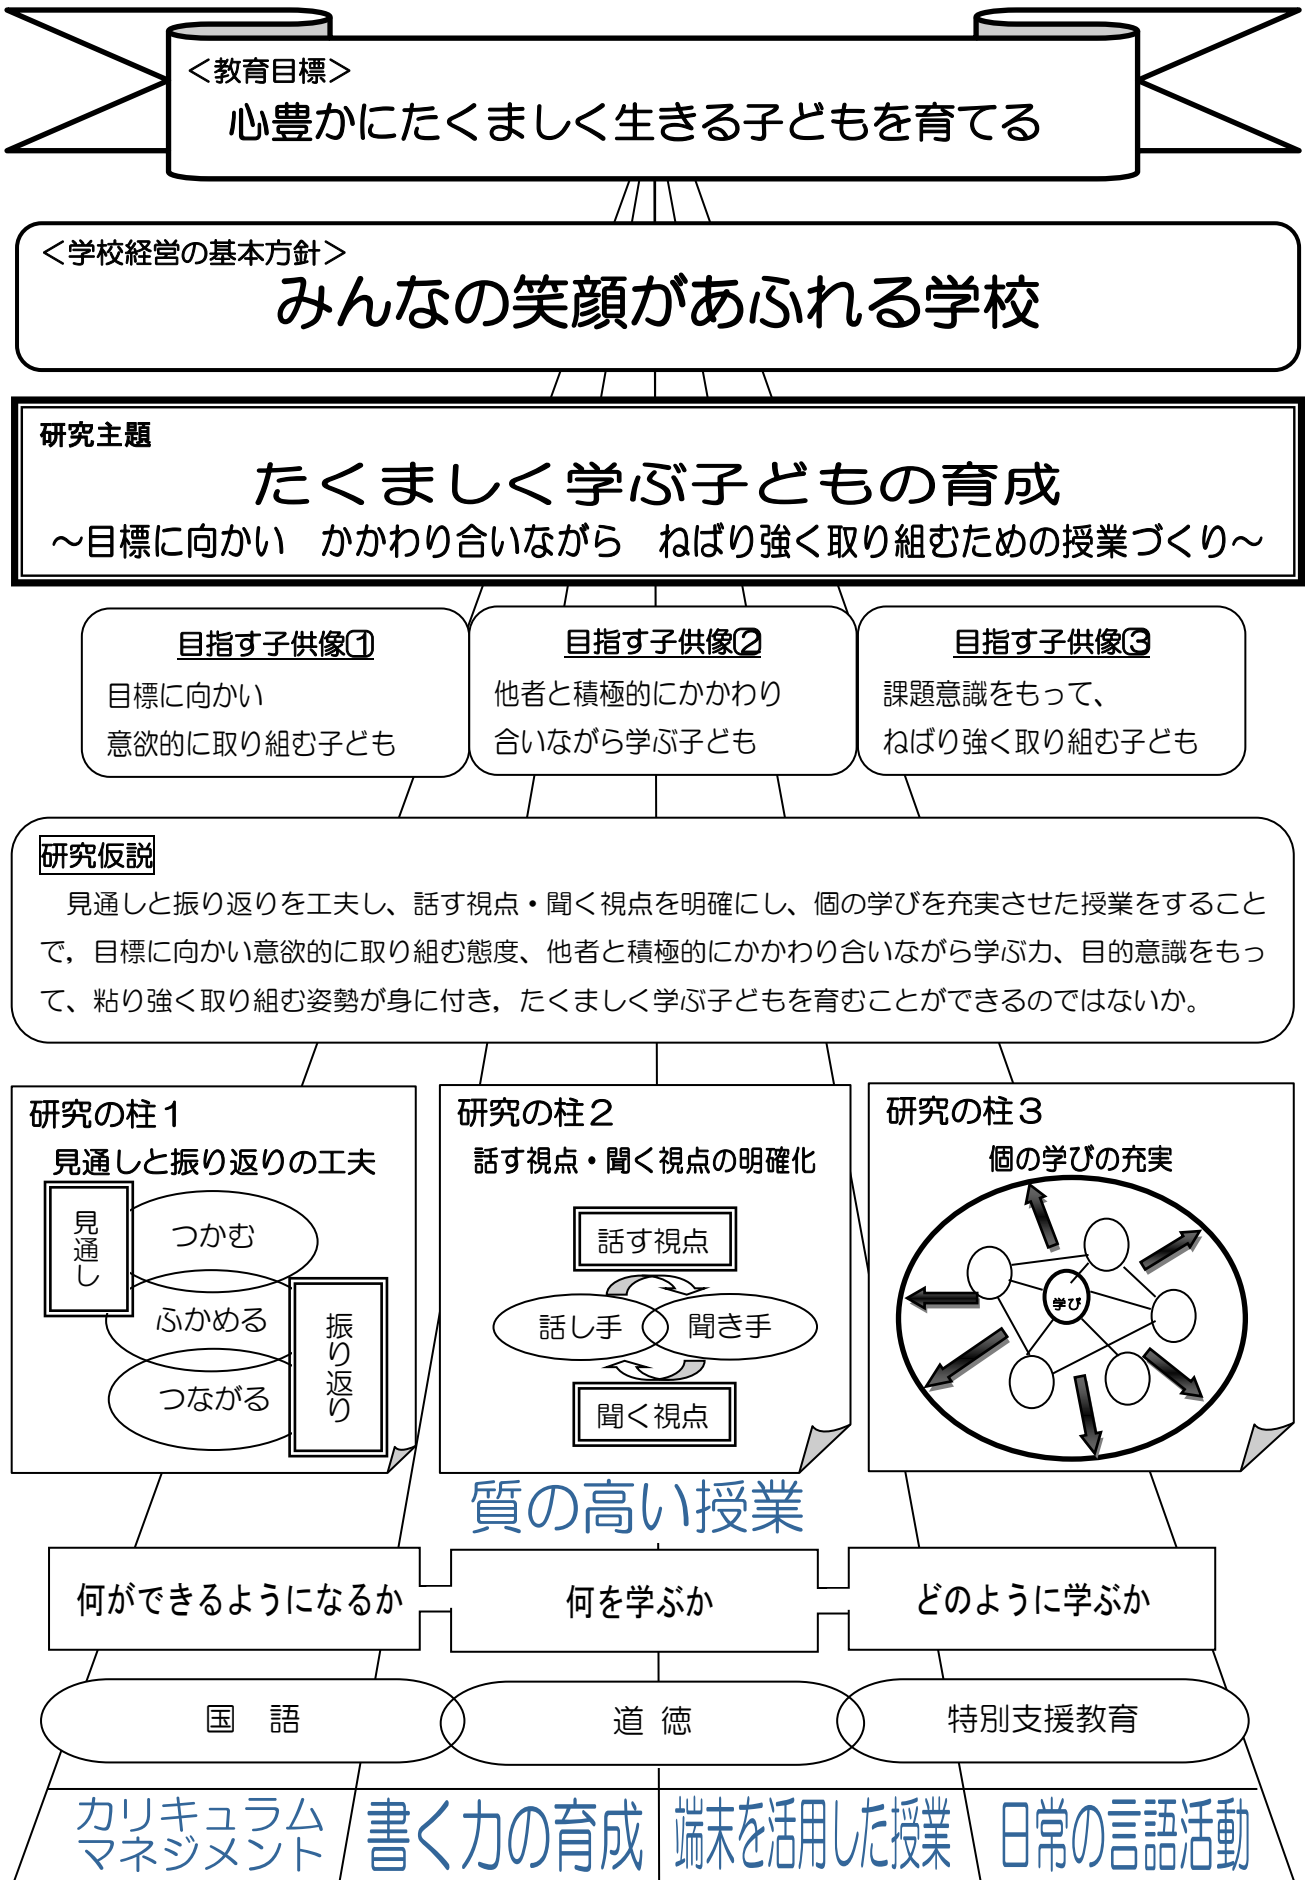 ＜教育目標＞
心豊かにたくましく生きる子どもを育てる
＜学校経営の基本方針＞
みんなの笑顔があふれる学校
研究主題
たくましく学ぶ子どもの育成
～目標に向かい　かかわり合いながら　ねばり強く取り組むための授業づくり～
目指す子供像①
目標に向かい
意欲的に取り組む子ども
目指す子供像②
他者と積極的にかかわり
合いながら学ぶ子ども
目指す子供像③
課題意識をもって、
ねばり強く取り組む子ども
研究仮説
見通しと振り返りを工夫し、話す視点・聞く視点を明確にし、個の学びを充実させた授業をすること
で，目標に向かい意欲的に取り組む態度、他者と積極的にかかわり合いながら学ぶ力、目的意識をもっ
て、粘り強く取り組む姿勢が身に付き，たくましく学ぶ子どもを育むことができるのではないか。
研究の柱１
見通しと振り返りの工夫
見通し
つかむ
ふかめる
つながる
振り返り
研究の柱２
話す視点・聞く視点の明確化
話す視点
話し手
聞き手
聞く視点
研究の柱３
個の学びの充実
学び
質の高い授業
何ができるようになるか
何を学ぶか
どのように学ぶか
国　語
道 徳
特別支援教育
カリキュラム
マネジメント
書く力の育成
端末を活用した授業
日常の言語活動